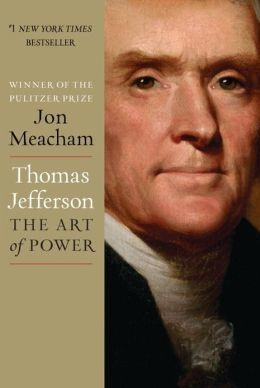 #1 NEW YORK TIMES
BESTSELLER
WINNER OF THE
PULITZER PRIZE
Jon
Meacham
Thomas
Jefferson
THE ART
of POWER